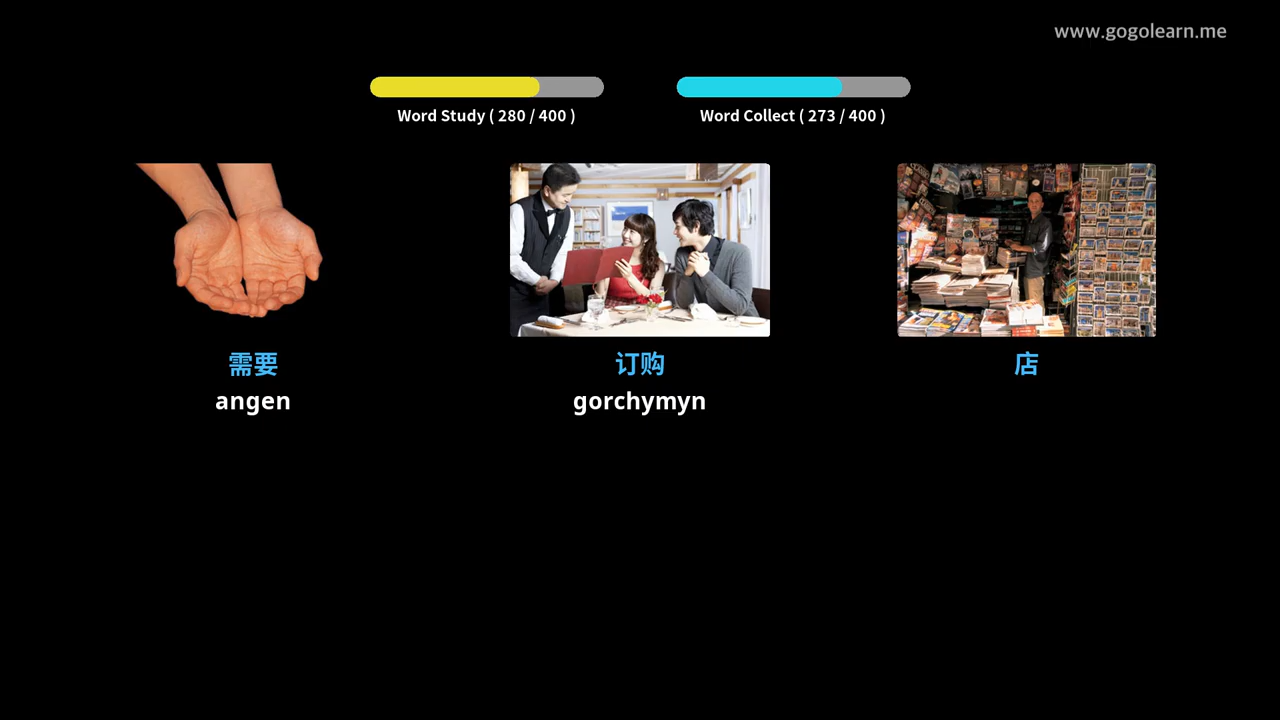 www.gogolearn.me
Word Study ( 280 / 400 )
Word Collect ( 273 / 400 )
需要
订购
店
angen
gorchymyn